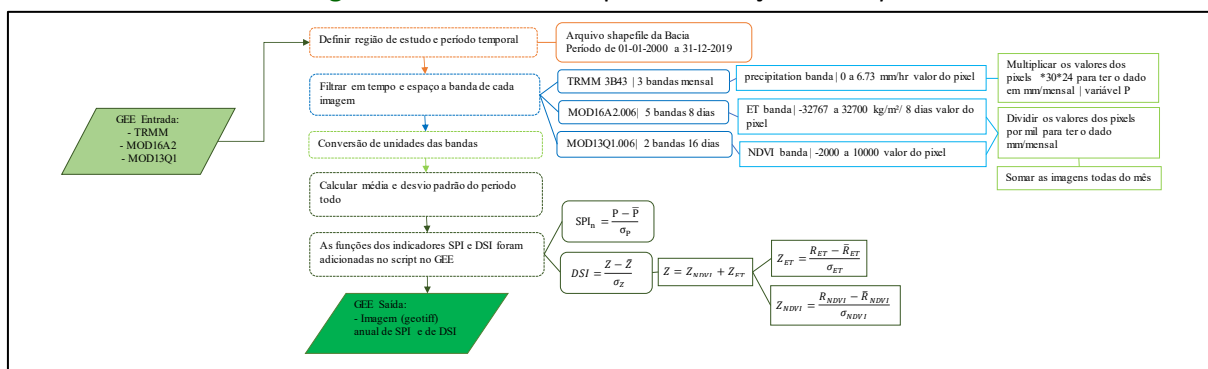 GEE Entrada:
- TRMM
- MOD16A2
- MOD13Q1
Definir região de estudo e período temporal
Arquivo shapefile da Bacia
Periodo de 01-01-2000 a 31-12-2019
Filtrar em tempo e espaço a banda de cada
imagem
TRMM 3B43 | 3 bandas mensal
precipitation banda | 0 a 6.73 mm/hr valor do pixel
Multiplicar os valores dos
pixels *30*24 para ter o dado
em mm/mensal | variável P
MOD16A2.006| 5 bandas 8 dias
ET banda | -32767 a 32700 kg/m²/ 8 dias valor do
pixel
MOD13Q1.006| 2 bandas 16 dias
NDVI banda | -2000 a 10000 valor do pixel
Dividir os valores dos pixels
por mil para ter o dado
mm/mensal
Somar as imagens todas do mês
Conversão de unidades das bandas
Calcular média e desvio padrão do periodo
todo
As funções dos indicadores SPI e DSI foram
adicionadas no script no GEE
SPIₙ = (P − P̅) / σ_P
DSI = (Z − Z̅) / σ_Z
Z = Z_NDVI + Z_ET
Z_ET = (R_ET − R̅_ET) / σ_ET
Z_NDVI = (R_NDVI − R̅_NDVI) / σ_NDVI
GEE Saída:
- Imagem (geotiff)
anual de SPI e de DSI